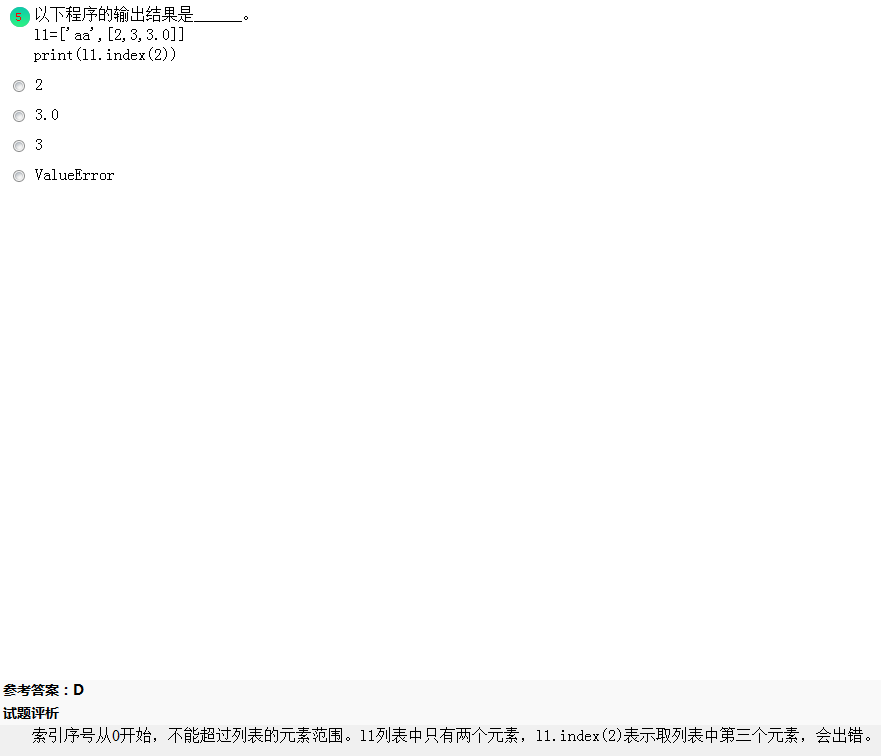 5 以下程序的输出结果是______。
l1=['aa',[2,3,3.0]]
print(l1.index(2))
2
3.0
3
ValueError
参考答案：D
试题评析
索引序号从0开始，不能超过列表的元素范围。l1列表中只有两个元素，l1.index(2)表示取列表中第三个元素，会出错。